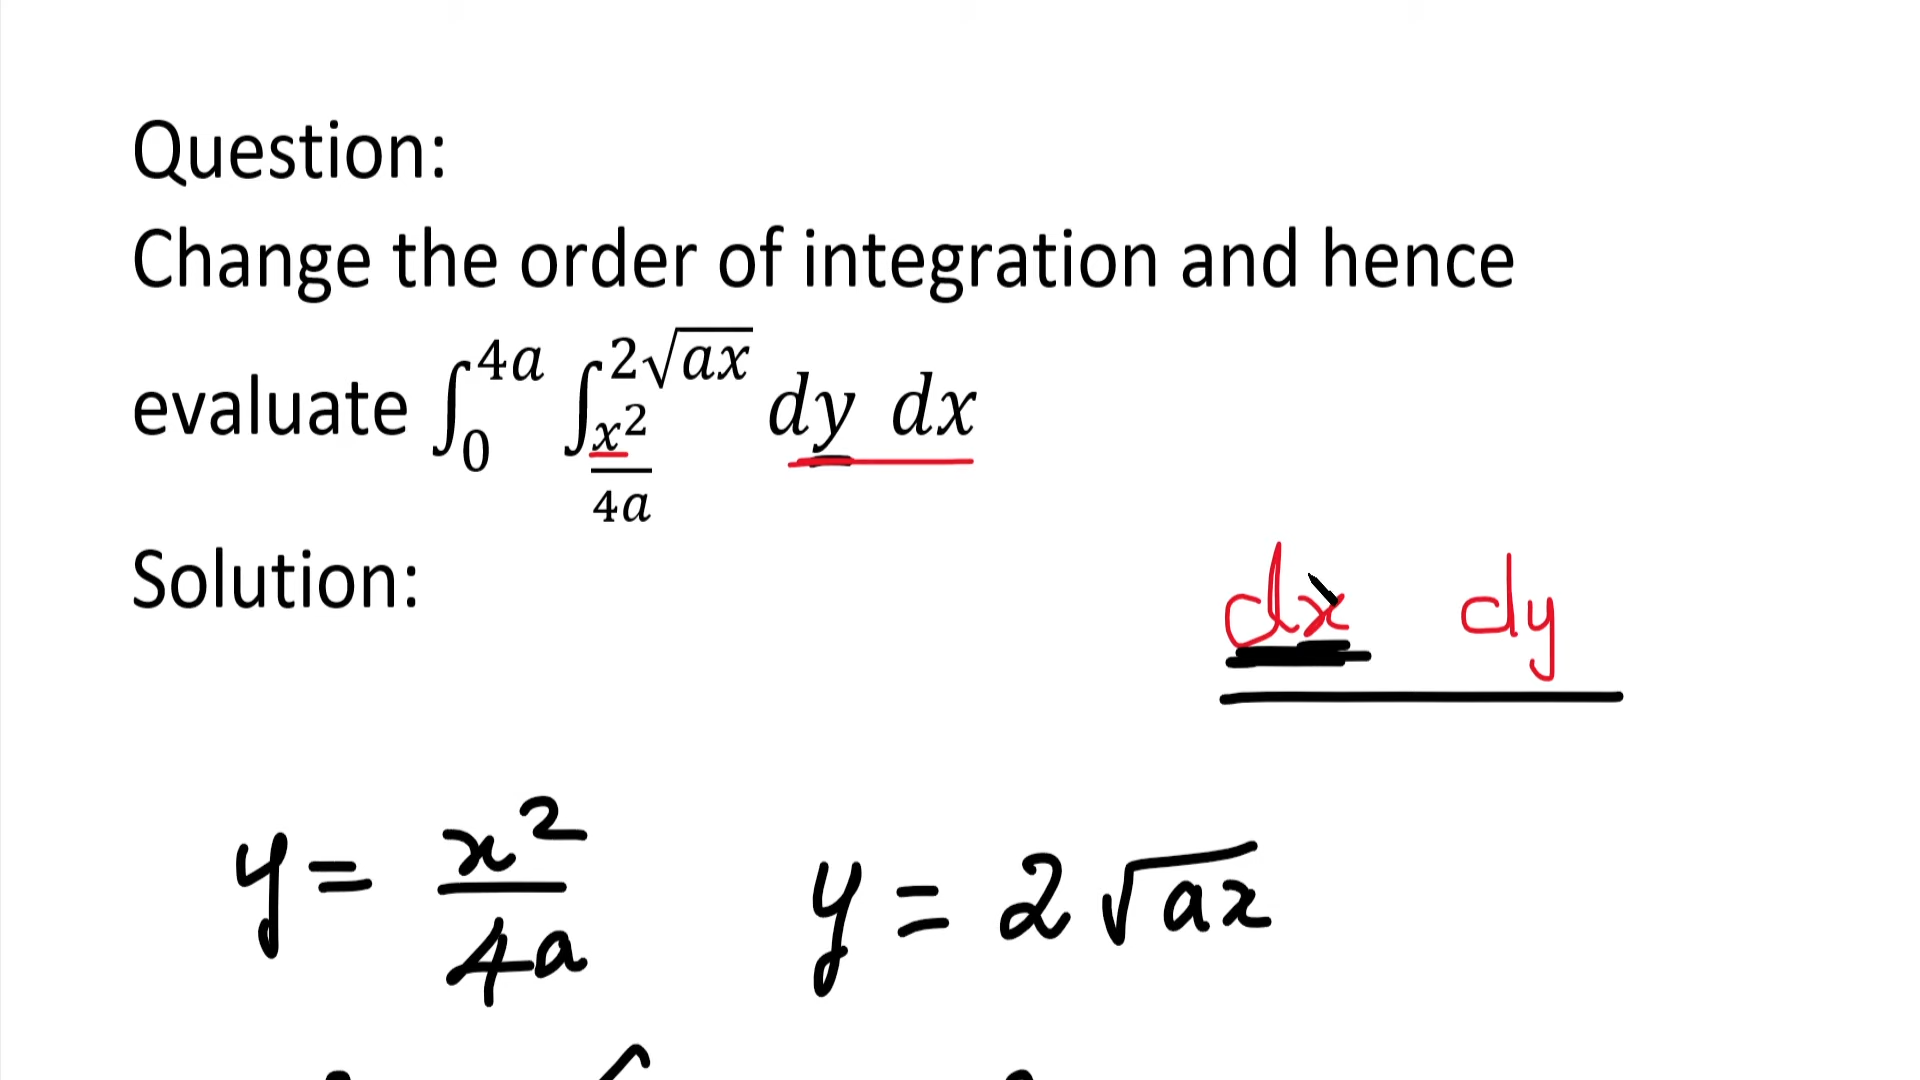 Question:
Change the order of integration and hence
evaluate ∫₀^{4a} ∫_{x²/4a}^{2√ax} dy dx
Solution:
dx dy
y = x²/4a y = 2√ax